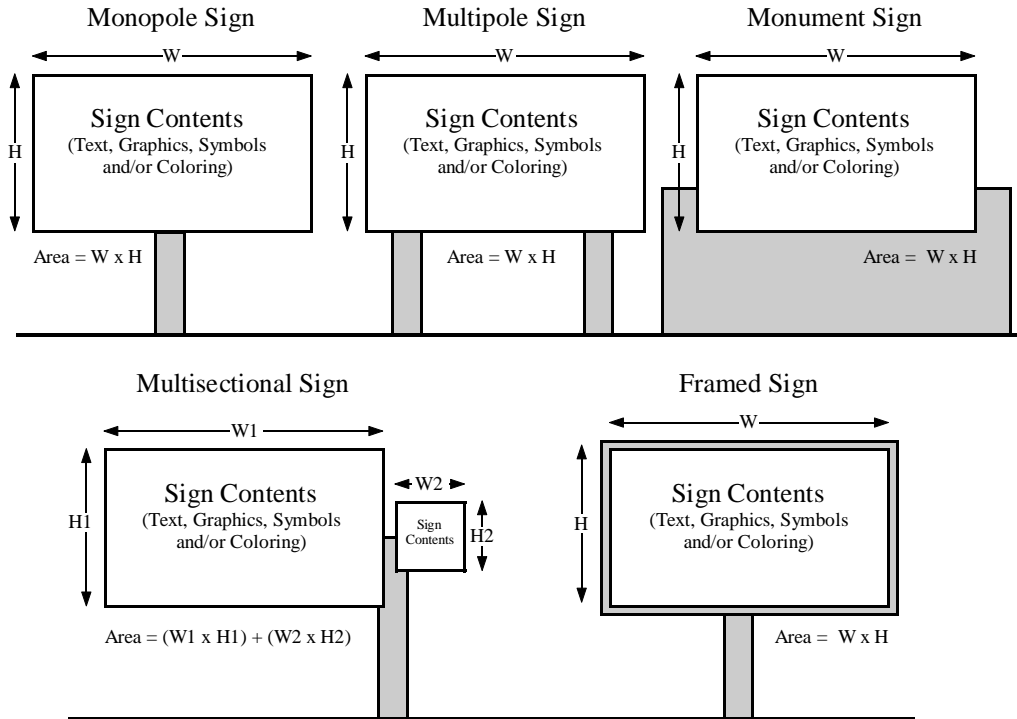 Monopole Sign
W
H
Sign Contents
(Text, Graphics, Symbols
and/or Coloring)
Area = W x H
Multipole Sign
W
H
Sign Contents
(Text, Graphics, Symbols
and/or Coloring)
Area = W x H
Monument Sign
W
H
Sign Contents
(Text, Graphics, Symbols
and/or Coloring)
Area = W x H
Multisectional Sign
W1
H1
Sign Contents
(Text, Graphics, Symbols
and/or Coloring)
W2
Sign
Contents
H2
Area = (W1 x H1) + (W2 x H2)
Framed Sign
W
H
Sign Contents
(Text, Graphics, Symbols
and/or Coloring)
Area = W x H